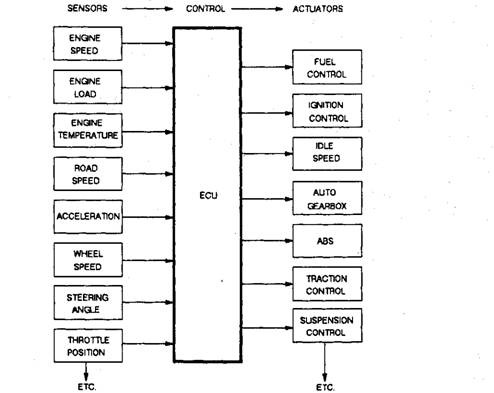 SENSORS CONTROL ACTUATORS
ENGINE
SPEED
ENGINE
LOAD
ENGINE
TEMPERATURE
ROAD
SPEED
ACCELERATION
WHEEL
SPEED
STEERING
ANGLE
THROTTLE
POSITION
ETC.
ECU
FUEL
CONTROL
IGNITION
CONTROL
IDLE
SPEED
AUTO
GEARBOX
ABS
TRACTION
CONTROL
SUSPENSION
CONTROL
ETC.